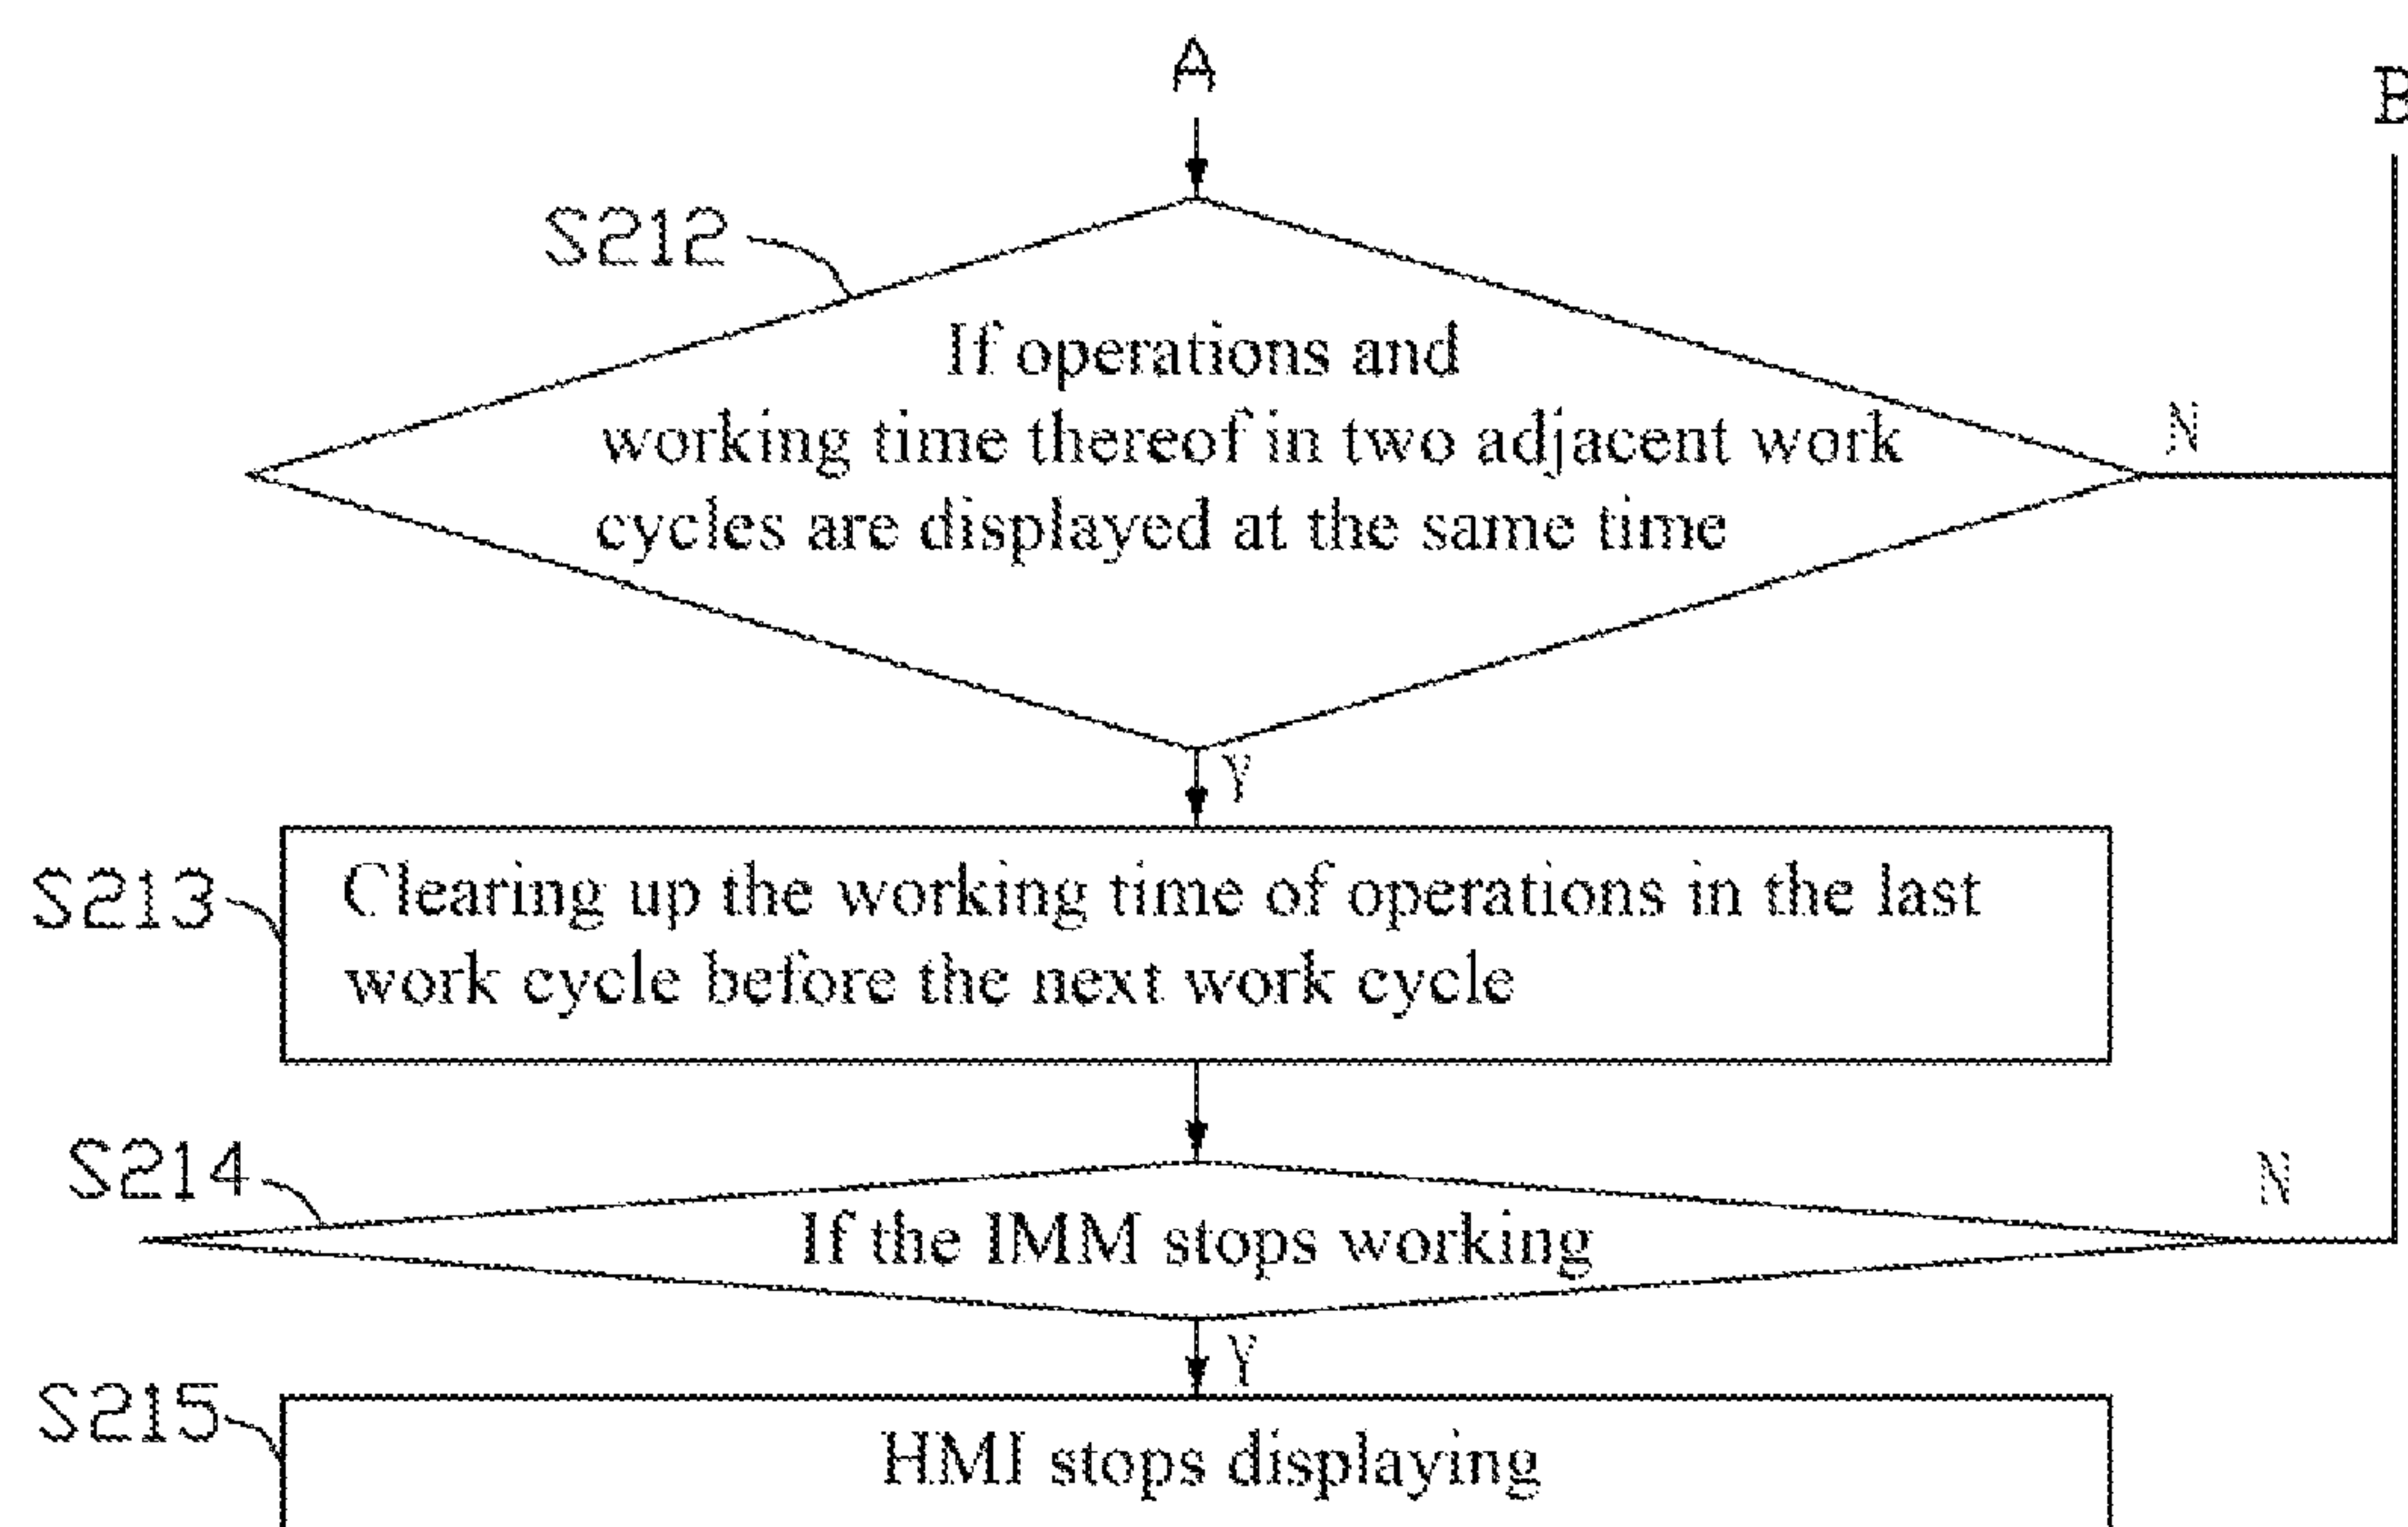 A
B
S212
If operations and
working time thereof in two adjacent work
cycles are displayed at the same time
N
Y
S213
Clearing up the working time of operations in the last
work cycle before the next work cycle
S214
N
If the IMM stops working
Y
S215
HMI stops displaying